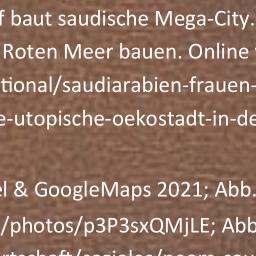 f baut saudische Mega-City.
Roten Meer bauen. Online
tional/saudiarabien-frauen-
e-utopische-oekostadt-in-de
el & GoogleMaps 2021; Abb.
/photos/p3P3sxQMjLE; Abb